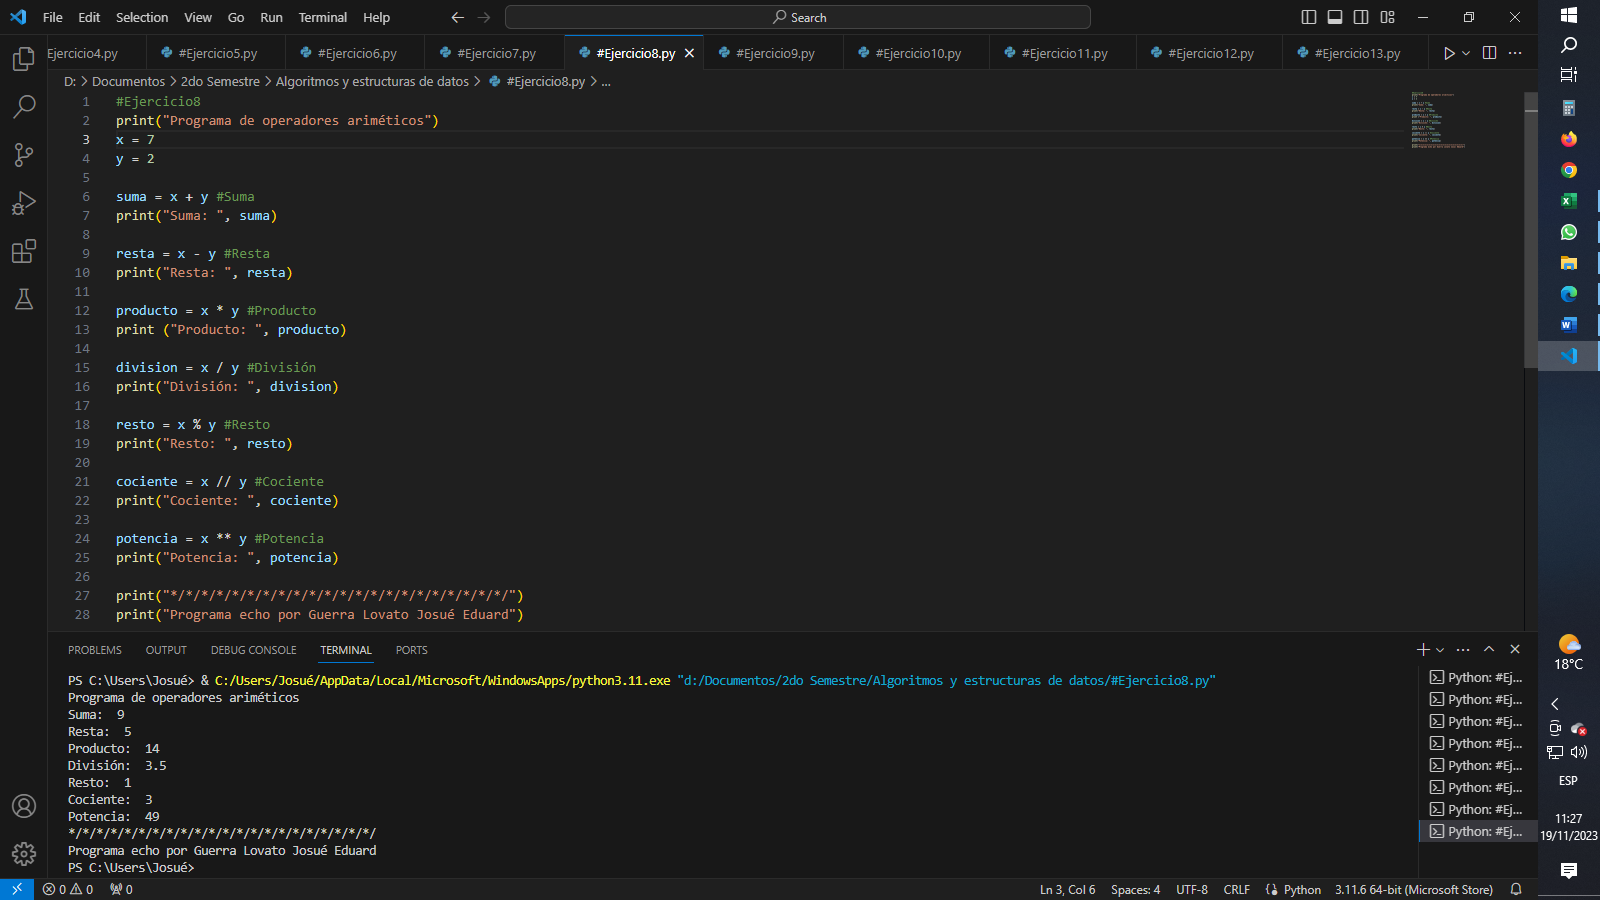 File Edit Selection View Go Run Terminal Help
Search
Ejercicio4.py #Ejercicio5.py #Ejercicio6.py #Ejercicio7.py #Ejercicio8.py #Ejercicio9.py #Ejercicio10.py #Ejercicio11.py #Ejercicio12.py #Ejercicio13.py
D: > Documentos > 2do Semestre > Algoritmos y estructuras de datos > #Ejercicio8.py > ...
1 #Ejercicio8
2 print("Programa de operadores ariméticos")
3 x = 7
4 y = 2
5
6 suma = x + y #Suma
7 print("Suma: ", suma)
8
9 resta = x - y #Resta
10 print("Resta: ", resta)
11
12 producto = x * y #Producto
13 print ("Producto: ", producto)
14
15 division = x / y #División
16 print("División: ", division)
17
18 resto = x % y #Resto
19 print("Resto: ", resto)
20
21 cociente = x // y #Cociente
22 print("Cociente: ", cociente)
23
24 potencia = x ** y #Potencia
25 print("Potencia: ", potencia)
26
27 print("*/*/*/*/*/*/*/*/*/*/*/*/*/*/*/*/*/*/*/*/*/*/")
28 print("Programa echo por Guerra Lovato Josué Eduard")
PROBLEMS OUTPUT DEBUG CONSOLE TERMINAL PORTS
PS C:\Users\Josué> & C:/Users/Josué/AppData/Local/Microsoft/WindowsApps/python3.11.exe "d:/Documentos/2do Semestre/Algoritmos y estructuras de datos/#Ejercicio8.py"
Programa de operadores ariméticos
Suma:  9
Resta:  5
Producto:  14
División:  3.5
Resto:  1
Cociente:  3
Potencia:  49
*/*/*/*/*/*/*/*/*/*/*/*/*/*/*/*/*/*/*/*/*/*/
Programa echo por Guerra Lovato Josué Eduard
PS C:\Users\Josué>
Python: #Ej...
Python: #Ej...
Python: #Ej...
Python: #Ej...
Python: #Ej...
Python: #Ej...
Python: #Ej...
Python: #Ej...
0 0 0
Ln 3, Col 6 Spaces: 4 UTF-8 CRLF Python 3.11.6 64-bit (Microsoft Store)
18°C
ESP
11:27
19/11/2023